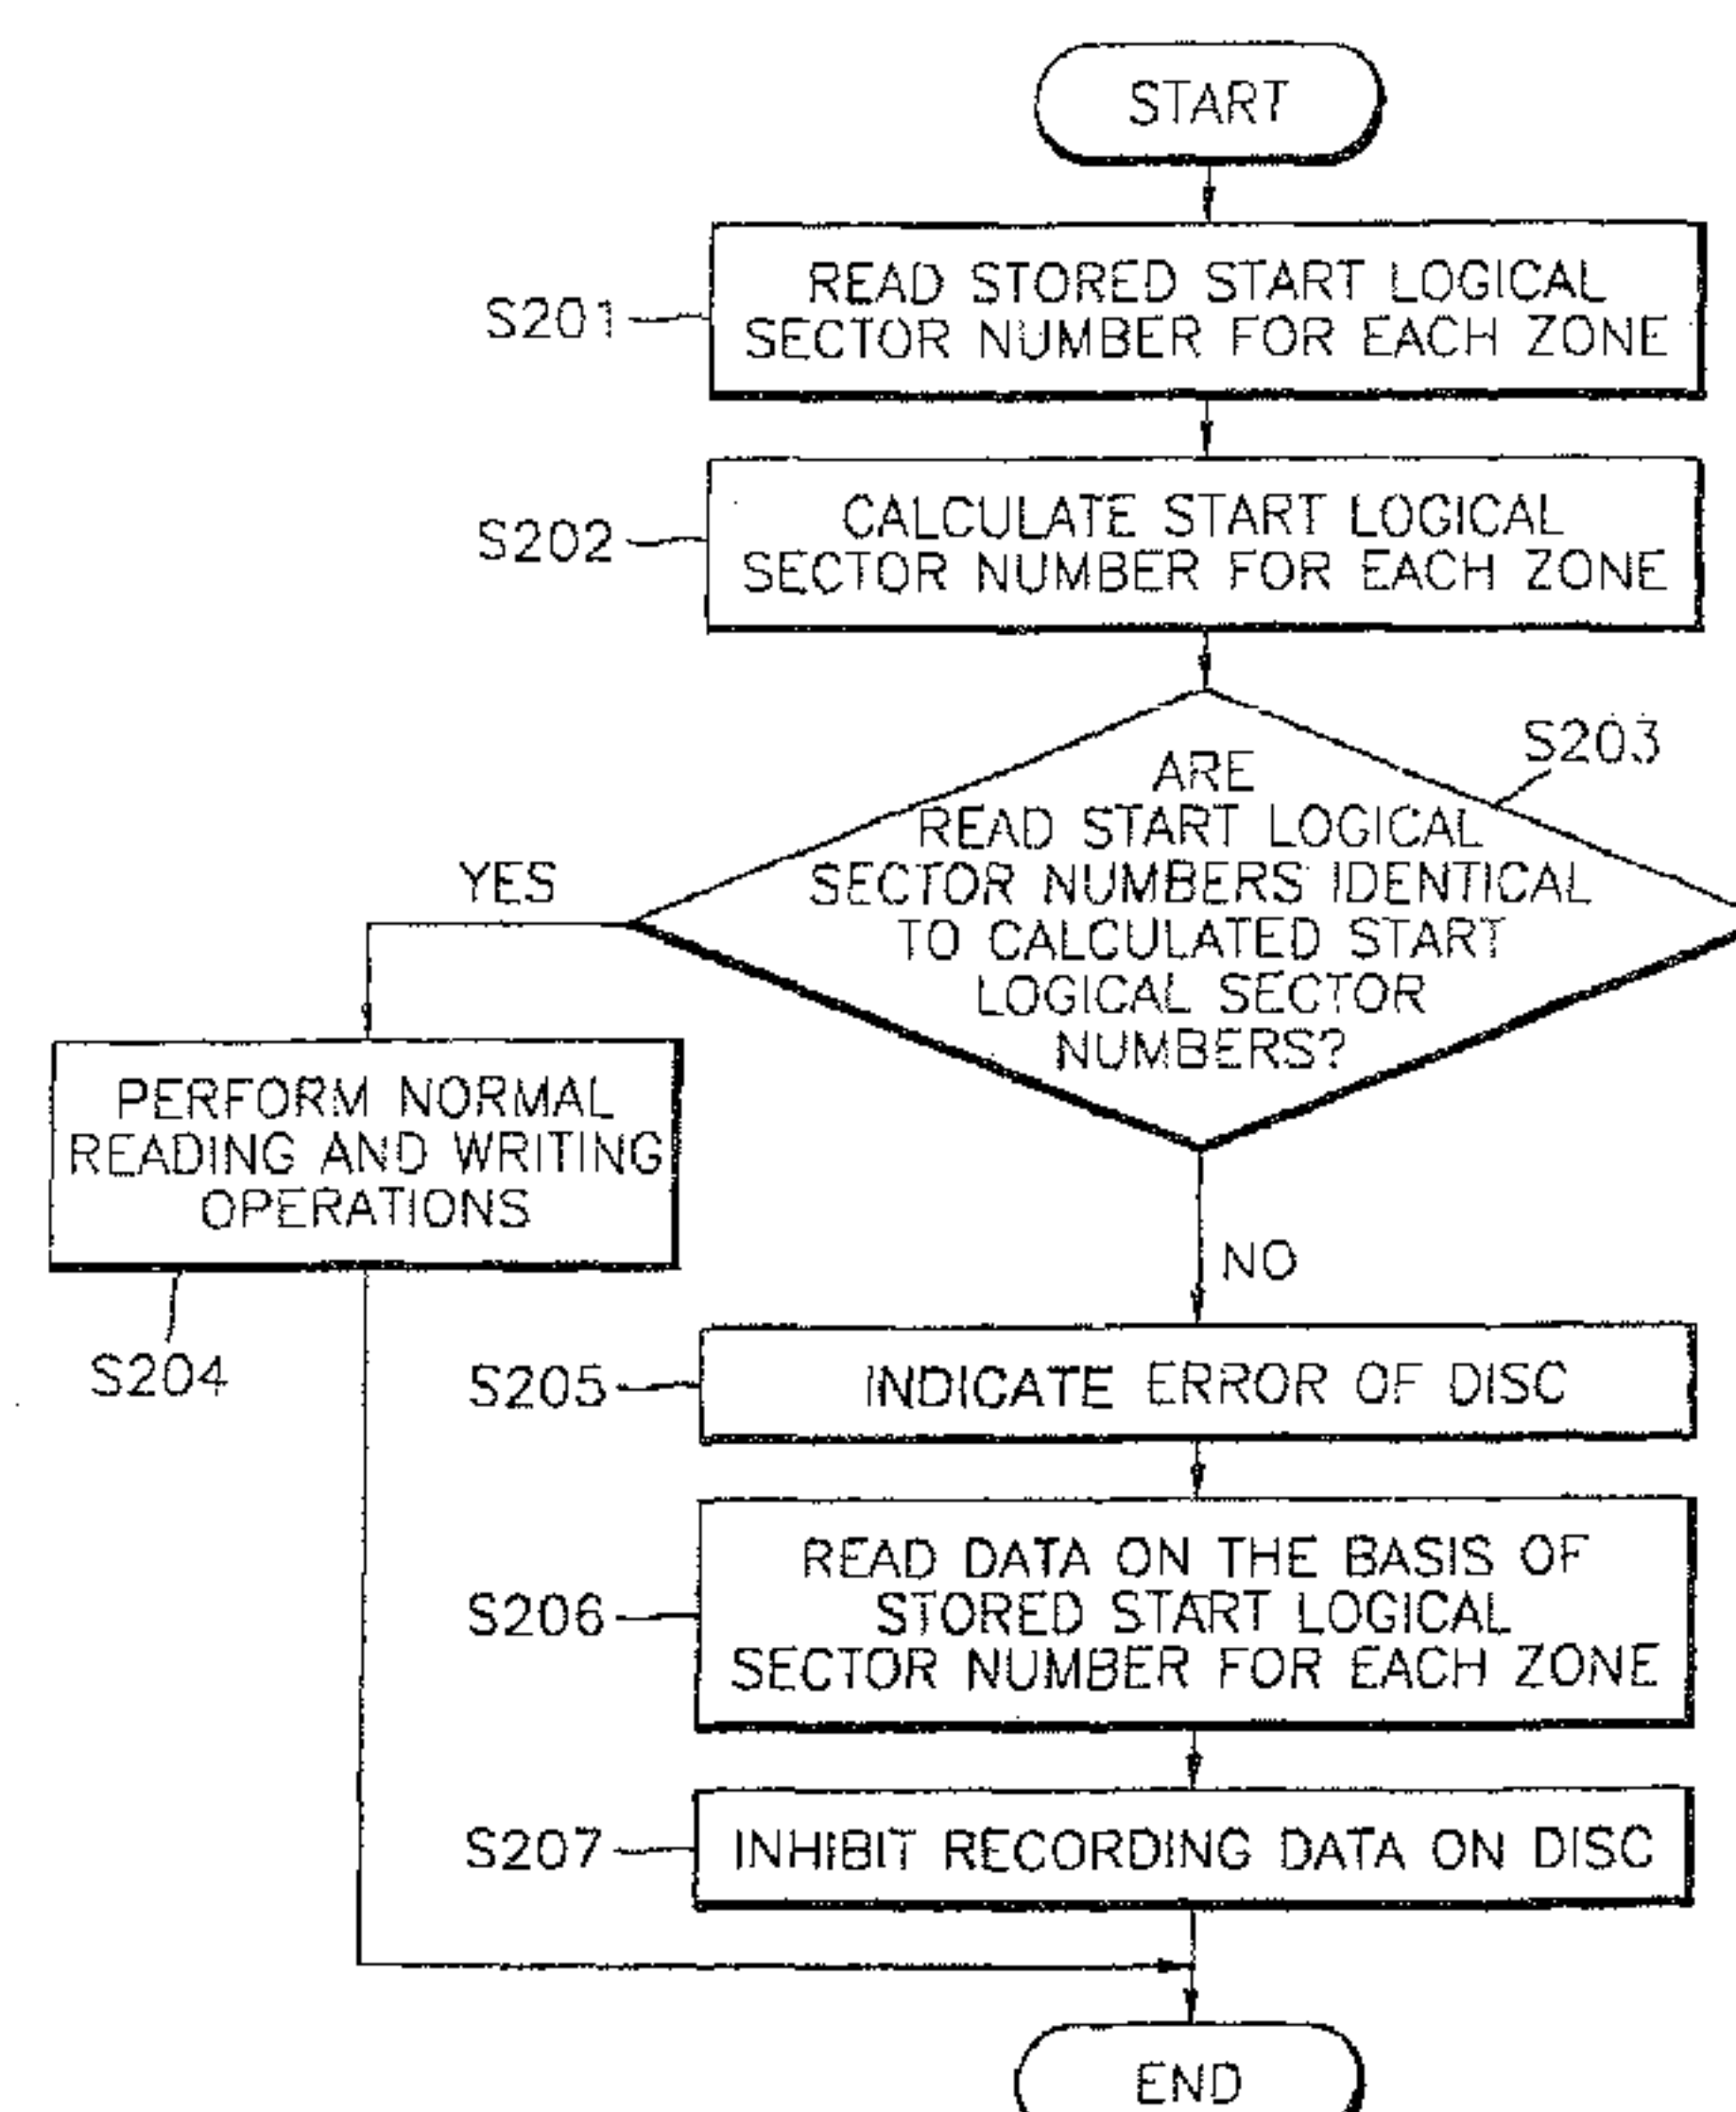 START
S201
READ STORED START LOGICAL
SECTOR NUMBER FOR EACH ZONE
S202
CALCULATE START LOGICAL
SECTOR NUMBER FOR EACH ZONE
S203
ARE
READ START LOGICAL
SECTOR NUMBERS IDENTICAL
TO CALCULATED START
LOGICAL SECTOR
NUMBERS?
YES
PERFORM NORMAL
READING AND WRITING
OPERATIONS
S204
NO
S205
INDICATE ERROR OF DISC
S206
READ DATA ON THE BASIS OF
STORED START LOGICAL
SECTOR NUMBER FOR EACH ZONE
S207
INHIBIT RECORDING DATA ON DISC
END